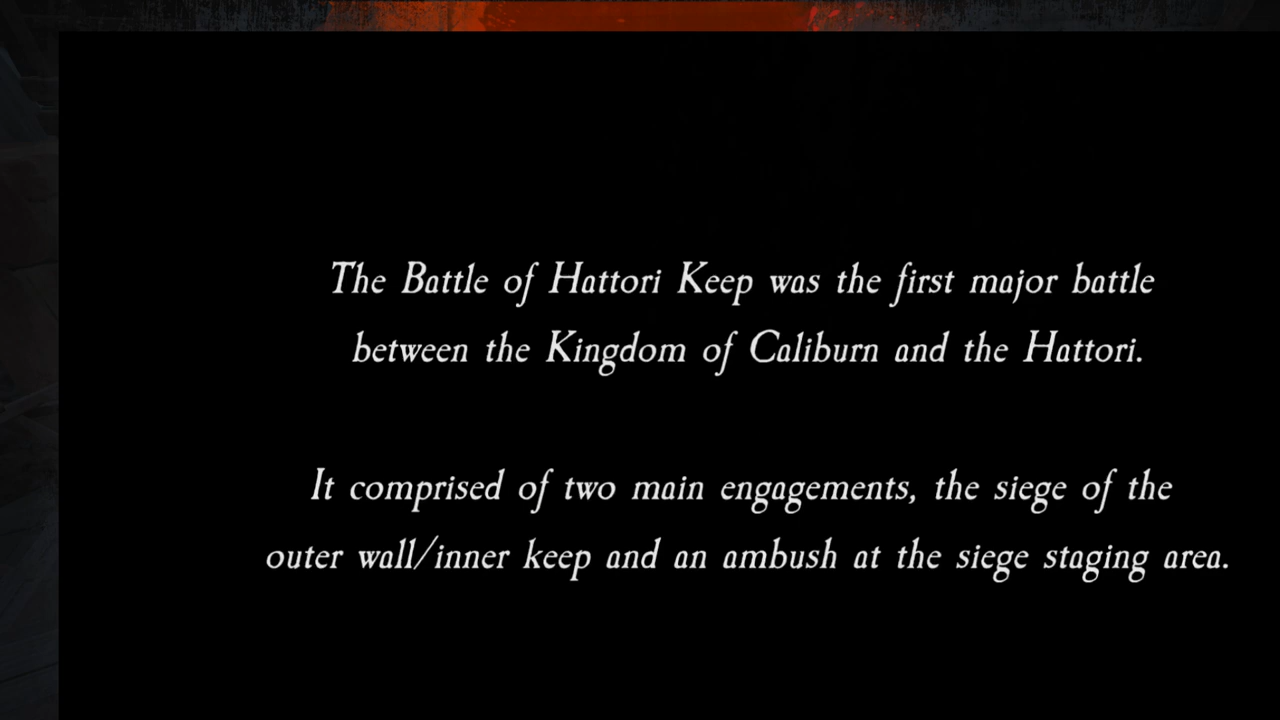 The Battle of Hattori Keep was the first major battle
between the Kingdom of Caliburn and the Hattori.
It comprised of two main engagements, the siege of the
outer wall/inner keep and an ambush at the siege staging area.